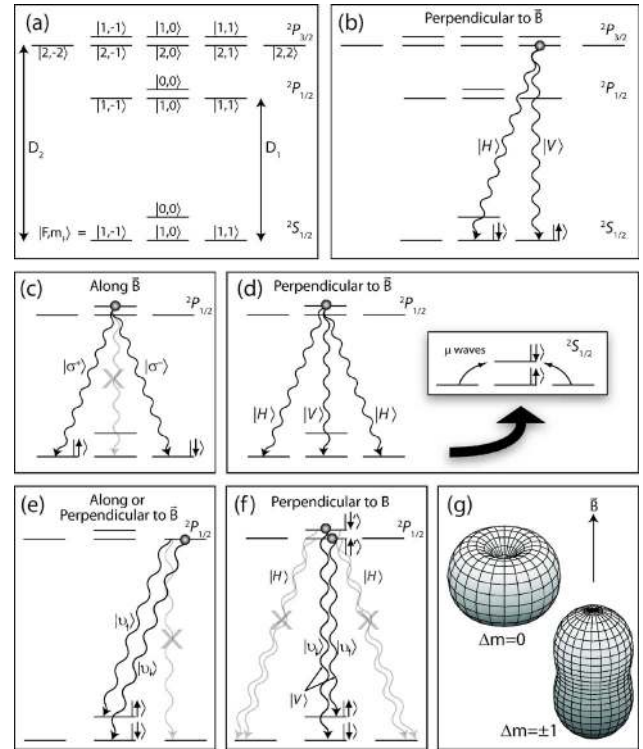 (a)
|1,-1⟩ |1,0⟩ |1,1⟩ ²P₃/₂
|2,-2⟩ |2,-1⟩ |2,0⟩ |2,1⟩ |2,2⟩
|0,0⟩ ²P₁/₂
|1,-1⟩ |1,0⟩ |1,1⟩
D₂ D₁
|0,0⟩ ²S₁/₂
|F,m_f⟩ = |1,-1⟩ |1,0⟩ |1,1⟩
(b) Perpendicular to B̄
²P₃/₂
²P₁/₂
|H⟩ |V⟩
²S₁/₂
|↓⟩ |↑⟩
(c) Along B̄
²P₁/₂
|σ⁺⟩ |σ⁻⟩
|↑⟩ |↓⟩
(d) Perpendicular to B̄
²P₁/₂
|H⟩ |V⟩ |H⟩
μ waves |↓⟩ ²S₁/₂
|↑⟩
(e) Along or
Perpendicular to B̄
²P₁/₂
|υ↑⟩ |υ↓⟩
|↑⟩
|↓⟩
(f) Perpendicular to B
|↓'⟩ ²P₁/₂
|↑'⟩
|H⟩ |H⟩
|υ↓⟩ |υ↑⟩
|V⟩
|↑⟩
|↓⟩
(g) B̄
Δm=0
Δm=±1